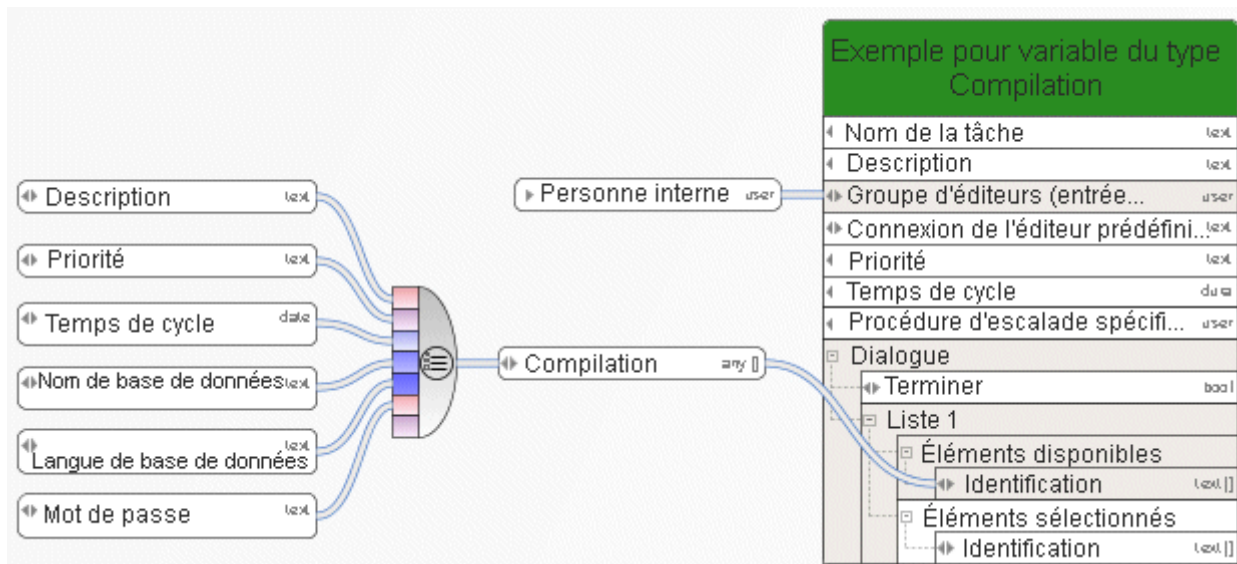 Exemple pour variable du type
Compilation
Nom de la tâche text
Description text
Description text
Personne interne user
Groupe d'éditeurs (entrée... user
Connexion de l'éditeur prédéfini... text
Priorité text
Priorité text
Temps de cycle date
Temps de cycle dura
Procédure d'escalade spécifi... user
Compilation any []
Dialogue
Nom de base de données text
Terminer bool
Liste 1
Langue de base de données text
Éléments disponibles
Identification text []
Mot de passe text
Éléments sélectionnés
Identification text []